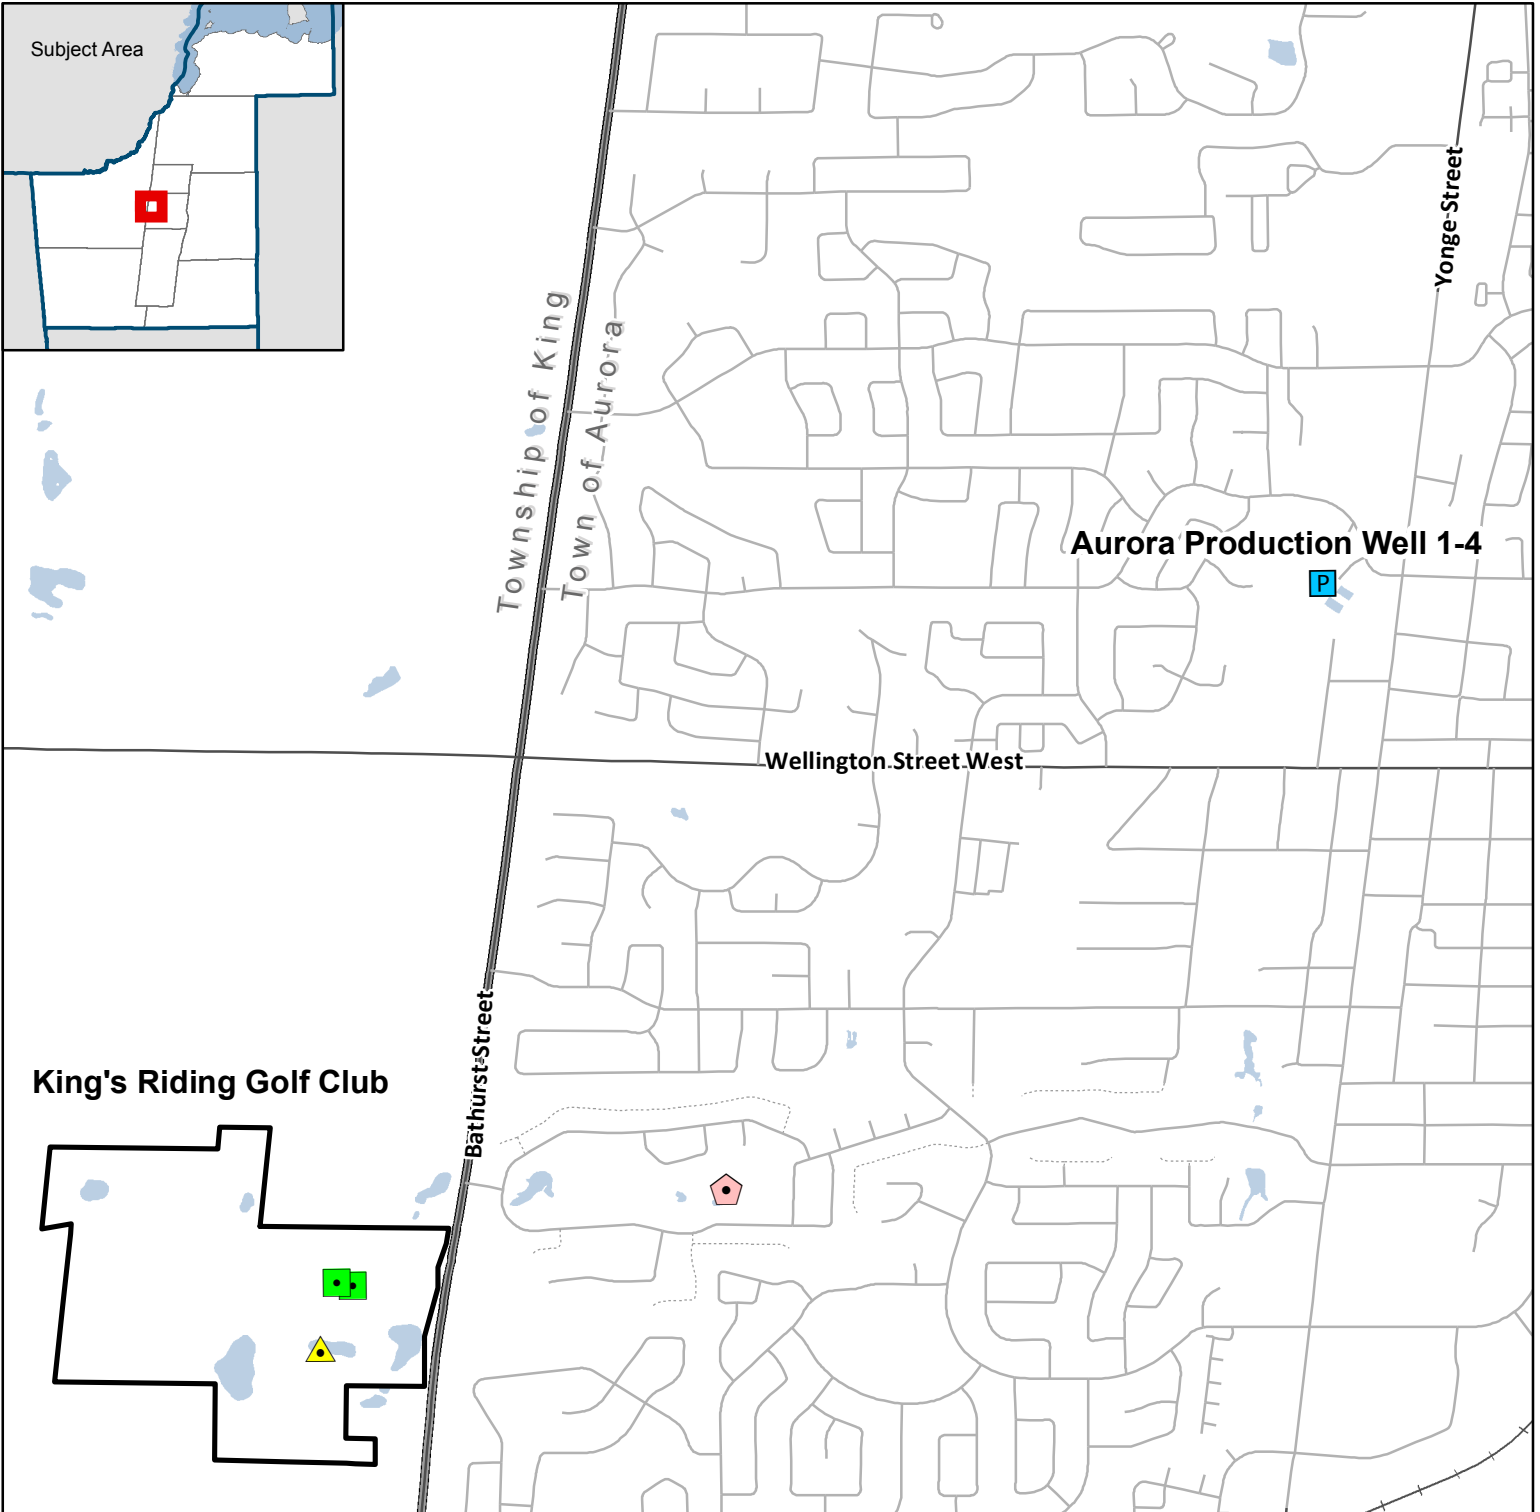 Subject Area
Yonge Street
Township of King
Town of Aurora
Aurora Production Well 1-4
P
Wellington Street West
Bathurst Street
King's Riding Golf Club